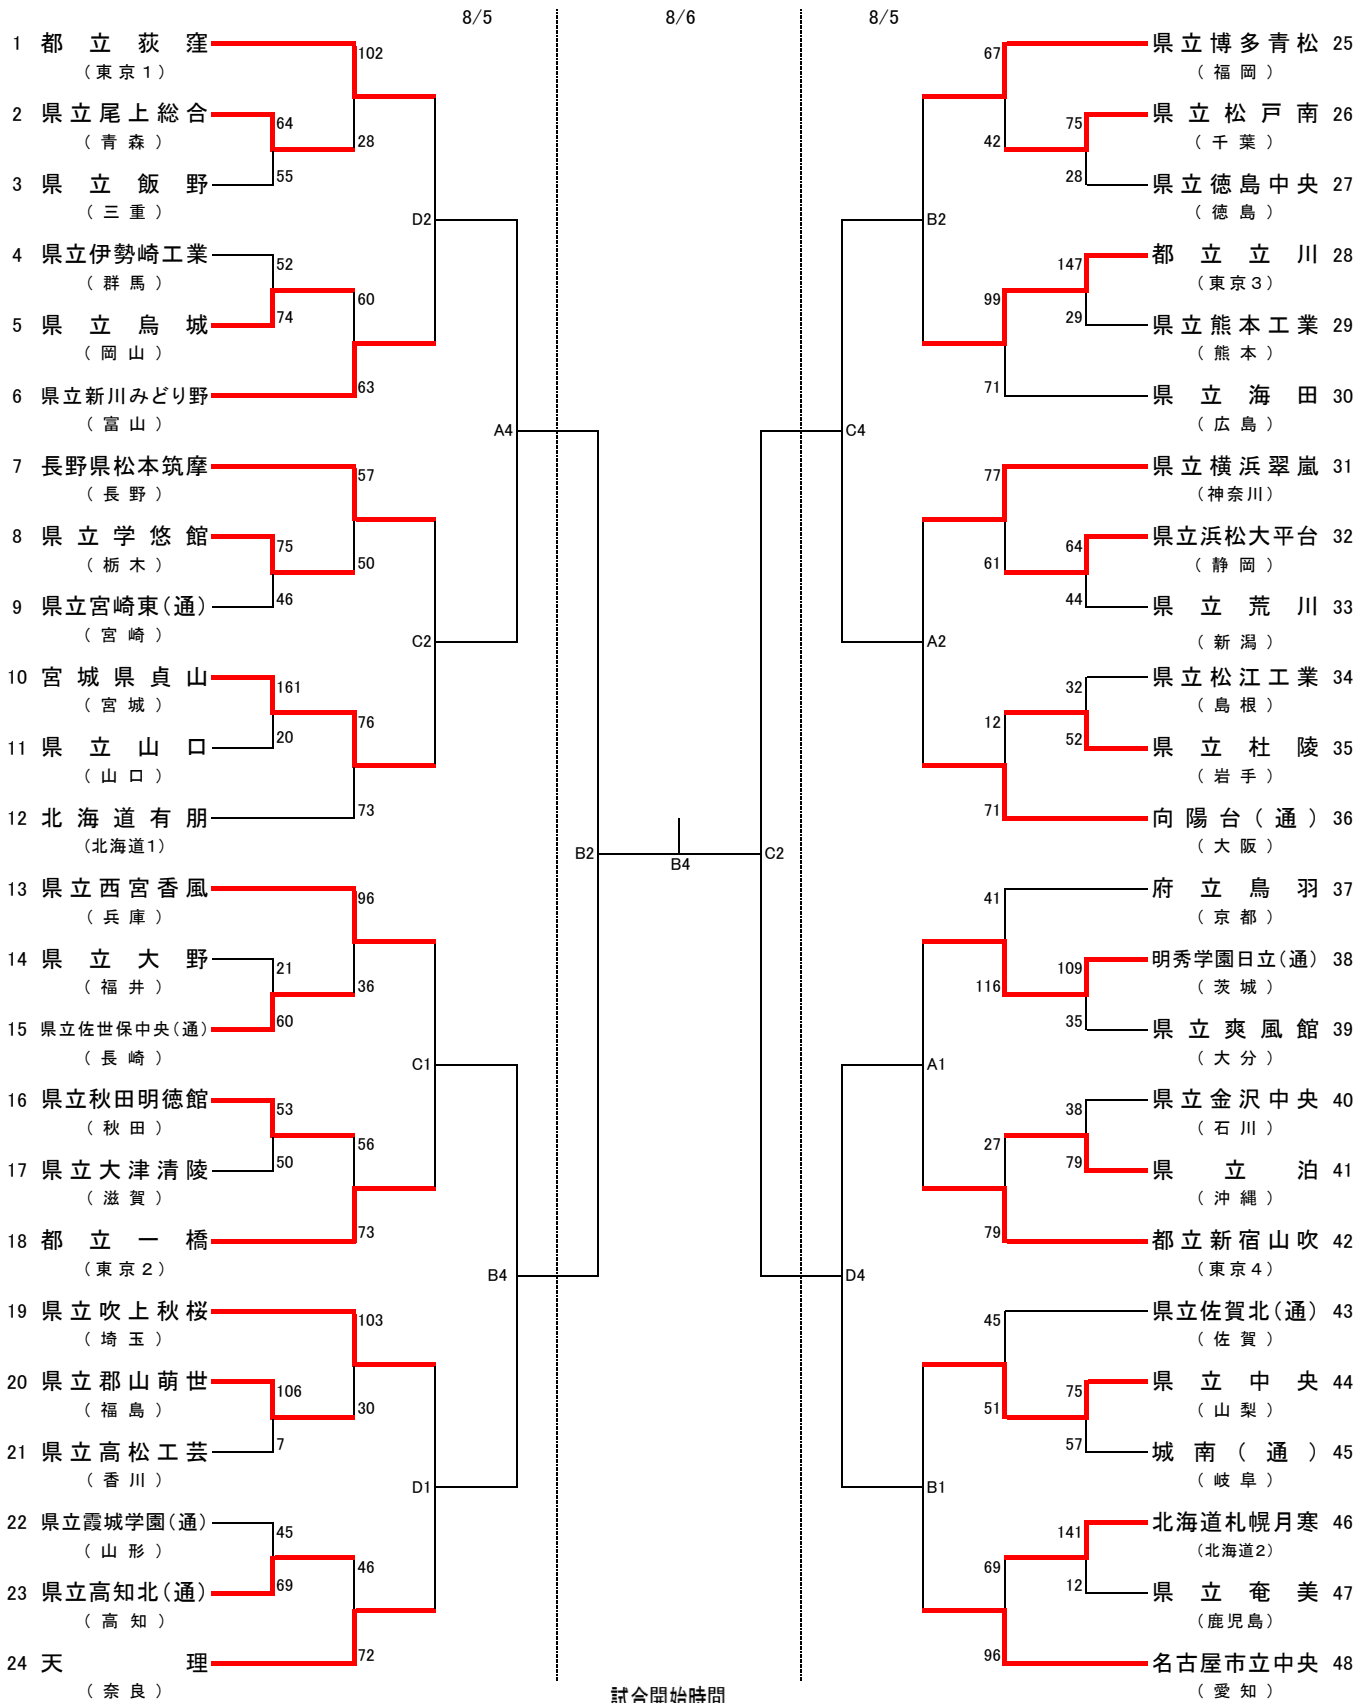 8/5
8/6
8/5
1 都立荻窪
（東京1）
102
2 県立尾上総合
（青森）
64
28
3 県立飯野
（三重）
55
D2
4 県立伊勢崎工業
（群馬）
52
60
5 県立烏城
（岡山）
74
6 県立新川みどり野
（富山）
63
A4
7 長野県松本筑摩
（長野）
57
8 県立学悠館
（栃木）
75
50
9 県立宮崎東（通）
（宮崎）
46
C2
10 宮城県貞山
（宮城）
161
76
11 県立山口
（山口）
20
12 北海道有朋
（北海道1）
73
B2
13 県立西宮香風
（兵庫）
96
14 県立大野
（福井）
21
36
15 県立佐世保中央（通）
（長崎）
60
C1
16 県立秋田明徳館
（秋田）
53
56
17 県立大津清陵
（滋賀）
50
18 都立一橋
（東京2）
73
B4
19 県立吹上秋桜
（埼玉）
103
20 県立郡山萌世
（福島）
106
30
21 県立高松工芸
（香川）
7
D1
22 県立霞城学園（通）
（山形）
45
46
23 県立高知北（通）
（高知）
69
24 天理
（奈良）
72
B4
67
県立博多青松 25
（福岡）
75
42
県立松戸南 26
（千葉）
28
県立徳島中央 27
（徳島）
B2
147
99
都立立川 28
（東京3）
29
県立熊本工業 29
（熊本）
71
県立海田 30
（広島）
C4
77
県立横浜翠嵐 31
（神奈川）
64
61
県立浜松大平台 32
（静岡）
44
県立荒川 33
（新潟）
A2
32
12
県立松江工業 34
（島根）
52
県立杜陵 35
（岩手）
71
向陽台（通） 36
（大阪）
C2
41
府立鳥羽 37
（京都）
109
116
明秀学園日立（通） 38
（茨城）
35
県立爽風館 39
（大分）
A1
38
27
県立金沢中央 40
（石川）
79
県立泊 41
（沖縄）
79
都立新宿山吹 42
（東京4）
D4
45
県立佐賀北（通） 43
（佐賀）
75
51
県立中央 44
（山梨）
57
城南（通） 45
（岐阜）
B1
141
69
北海道札幌月寒 46
（北海道2）
12
県立奄美 47
（鹿児島）
96
名古屋市立中央 48
（愛知）
試合開始時間